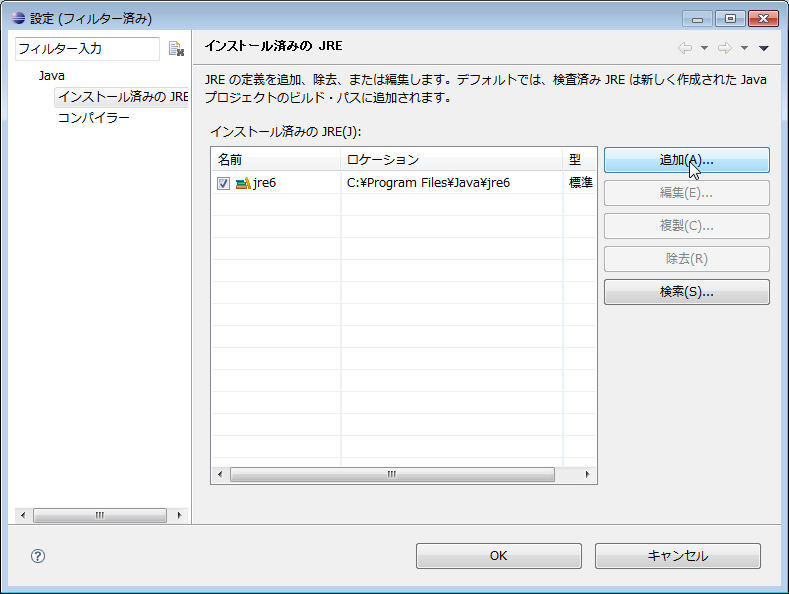 設定 (フィルター済み)
フィルター入力
Java
インストール済みの JRE
コンパイラー
インストール済みの JRE
JRE の定義を追加、除去、または編集します。デフォルトでは、検査済み JRE は新しく作成された Java
プロジェクトのビルド・パスに追加されます。
インストール済みの JRE(J):
名前 ロケーション 型
jre6 C:¥Program Files¥Java¥jre6 標準
追加(A)...
編集(E)...
複製(C)...
除去(R)
検索(S)...
OK キャンセル